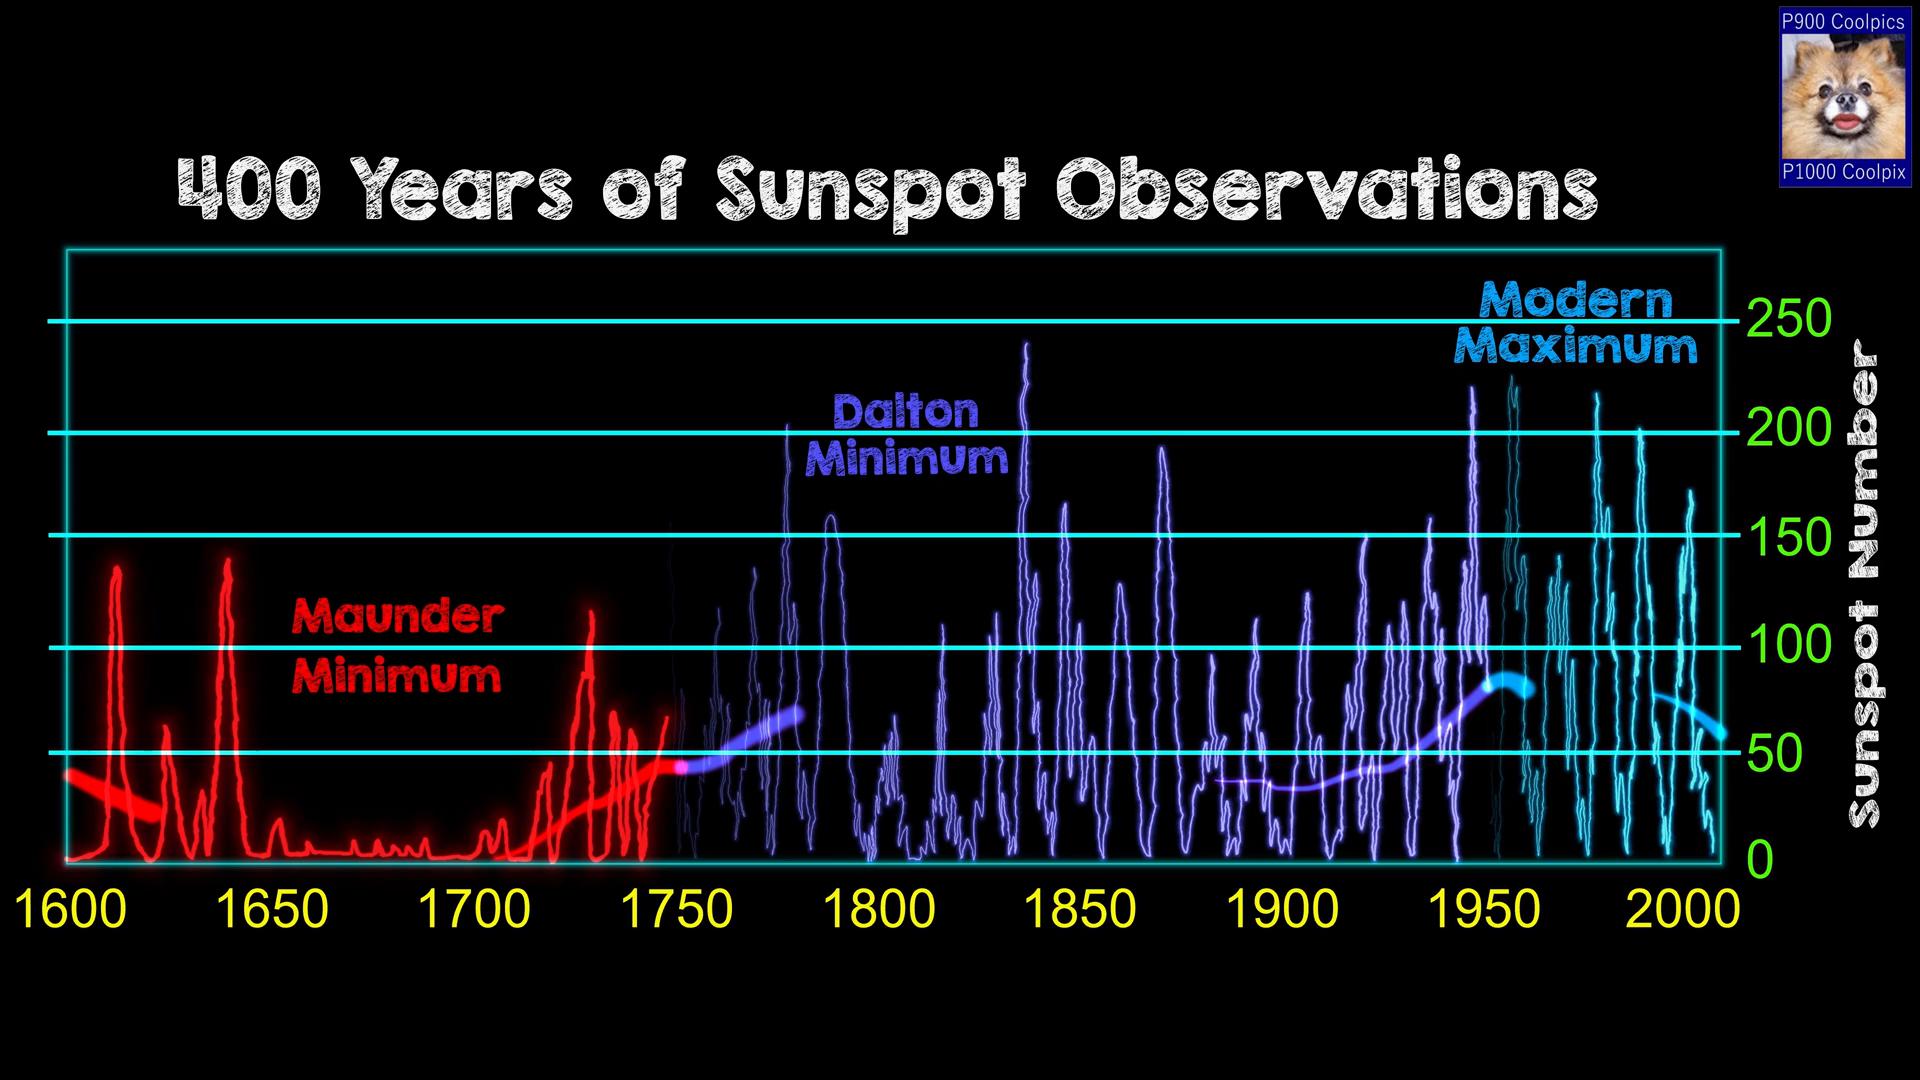 P900 Coolpics
P1000 Coolpix
400 Years of Sunspot Observations
Modern
Maximum
Dalton
Minimum
Maunder
Minimum
250
200
150
100
50
0
Sunspot Number
1600 1650 1700 1750 1800 1850 1900 1950 2000